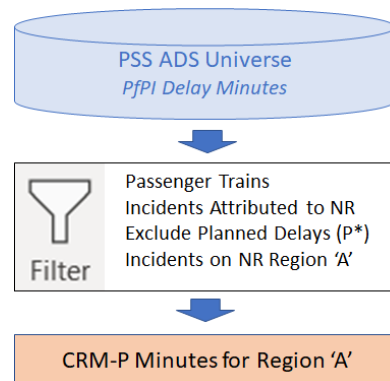 PSS ADS Universe
PfPI Delay Minutes
Passenger Trains
Incidents Attributed to NR
Exclude Planned Delays (P*)
Incidents on NR Region ‘A’
Filter
CRM-P Minutes for Region ‘A’